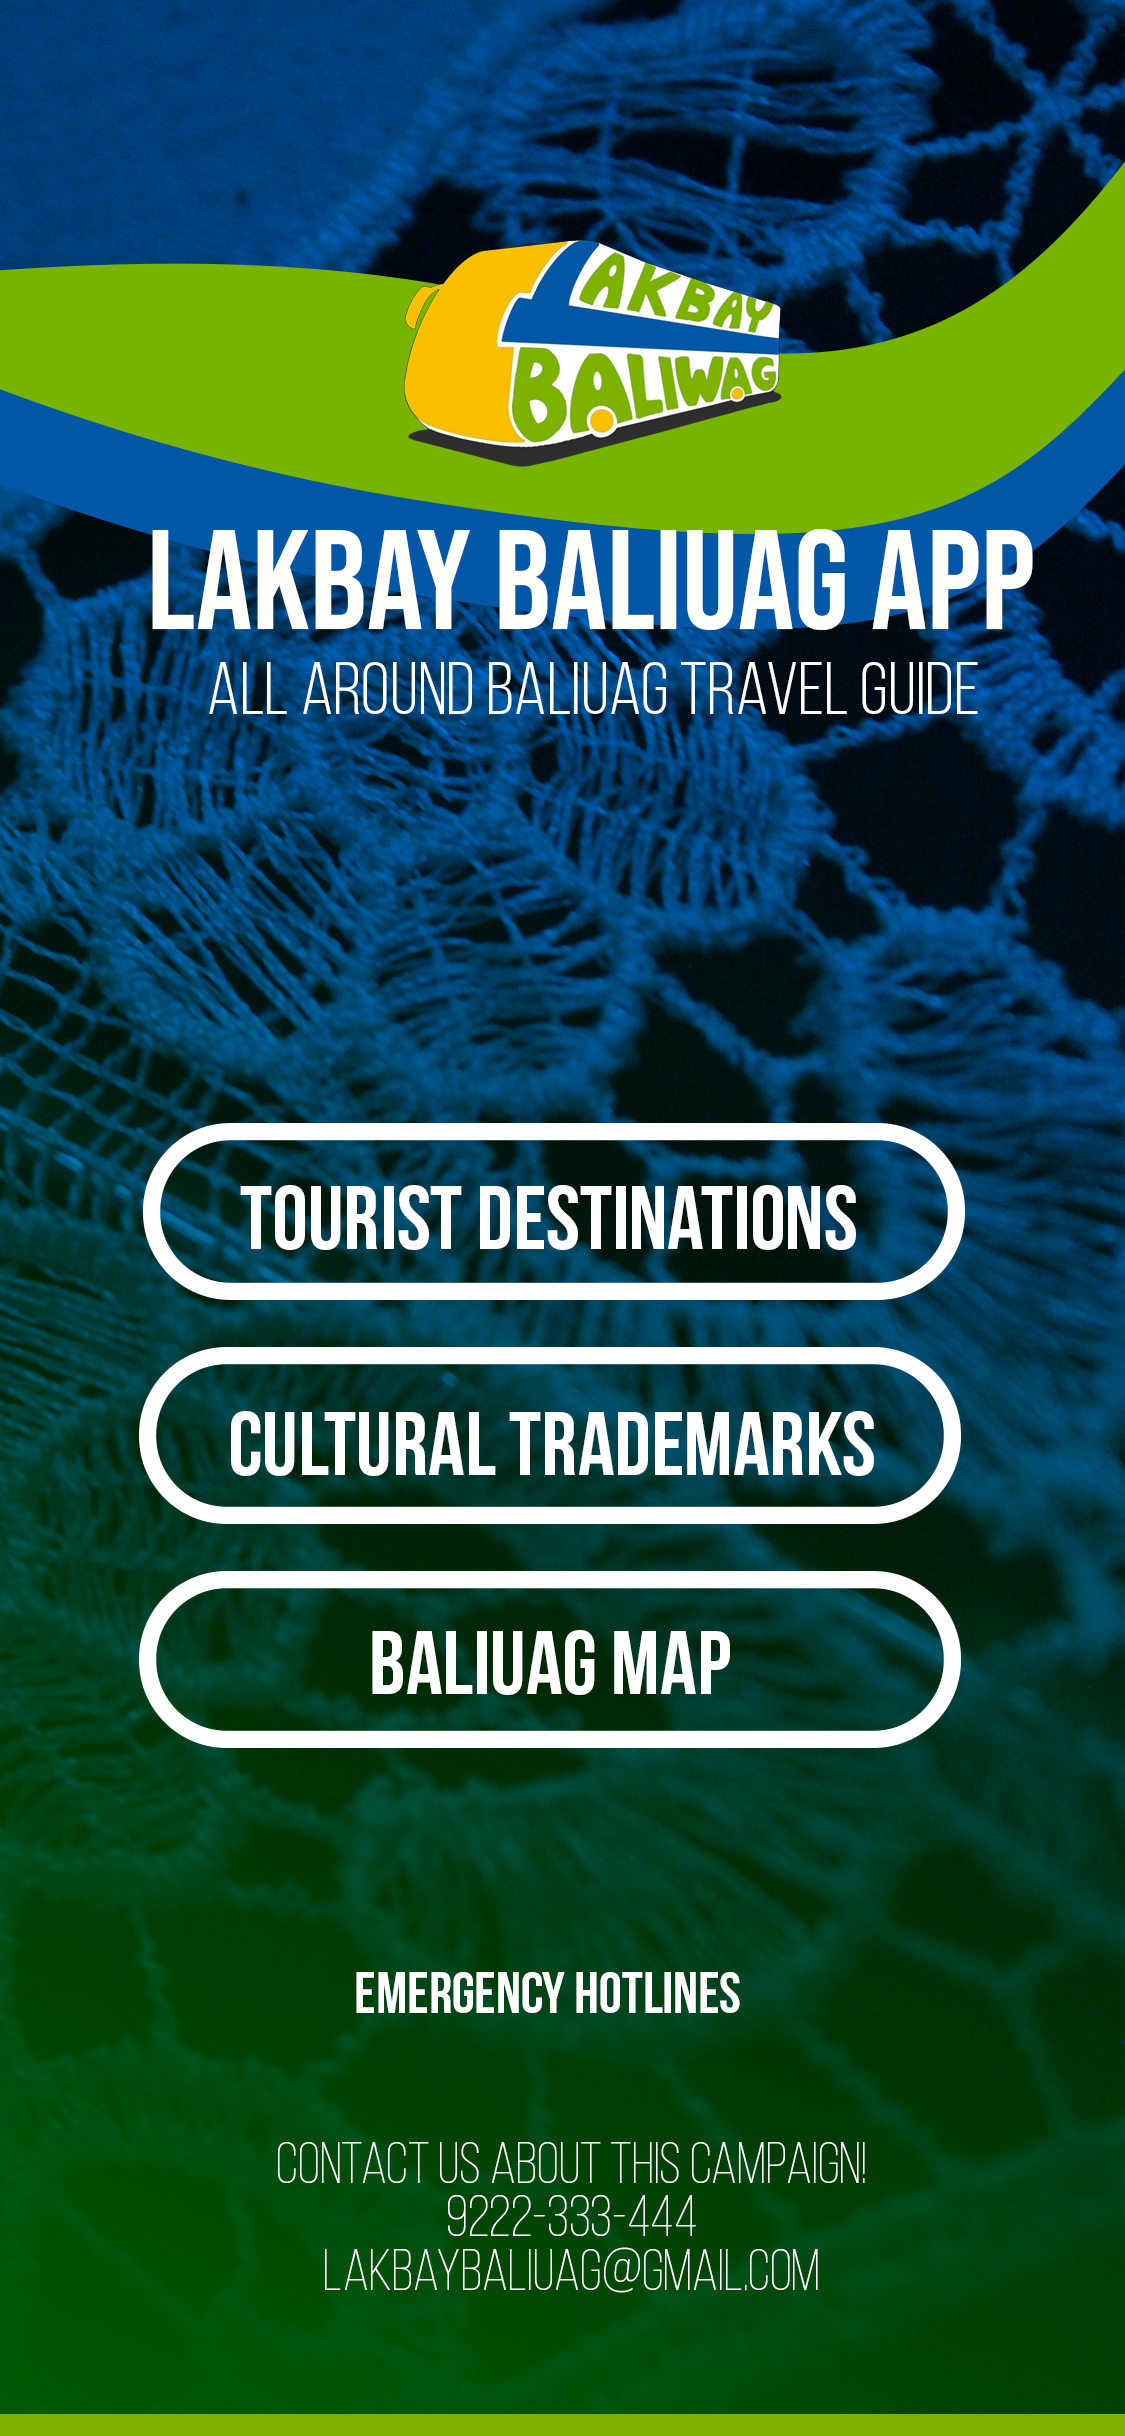 LAKBAY
BALIWAG
LAKBAY BALIUAG APP
ALL AROUND BALIUAG TRAVEL GUIDE
TOURIST DESTINATIONS
CULTURAL TRADEMARKS
BALIUAG MAP
EMERGENCY HOTLINES
CONTACT US ABOUT THIS CAMPAIGN!
9222-333-444
LAKBAYBALIUAG@GMAIL.COM